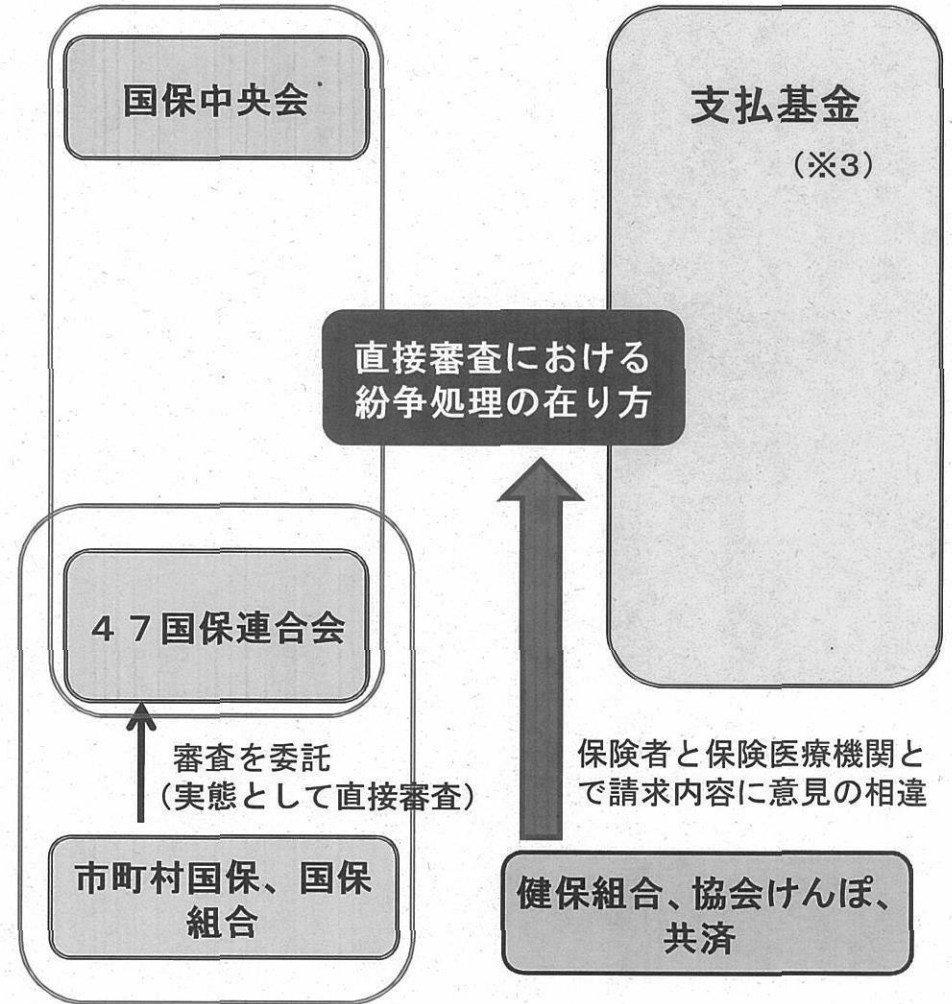 国保中央会
支払基金
（※3）
直接審査における
紛争処理の在り方
４７国保連合会
審査を委託
（実態として直接審査）
保険者と保険医療機関と
で請求内容に意見の相違
市町村国保、国保
組合
健保組合、協会けんぽ、
共済